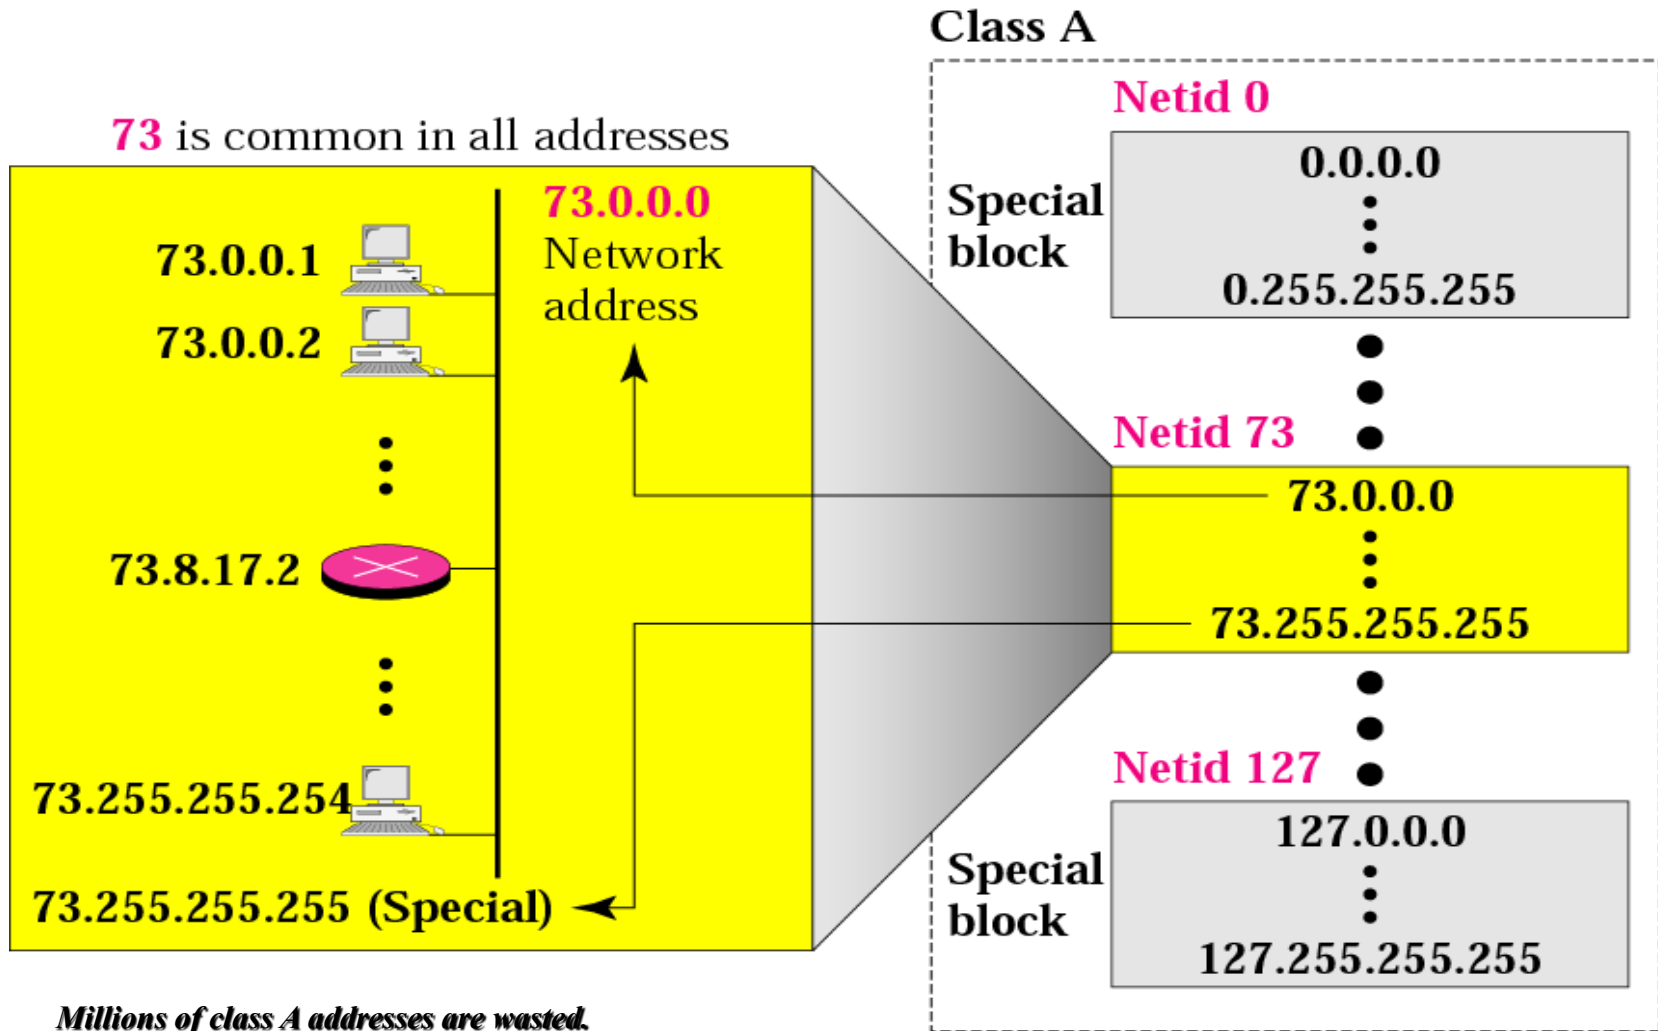 Class A
73 is common in all addresses
73.0.0.0
Network
address
73.0.0.1
73.0.0.2
73.8.17.2
73.255.255.254
73.255.255.255 (Special)
Netid 0
Special
block
0.0.0.0
0.255.255.255
Netid 73
73.0.0.0
73.255.255.255
Netid 127
Special
block
127.0.0.0
127.255.255.255
Millions of class A addresses are wasted.